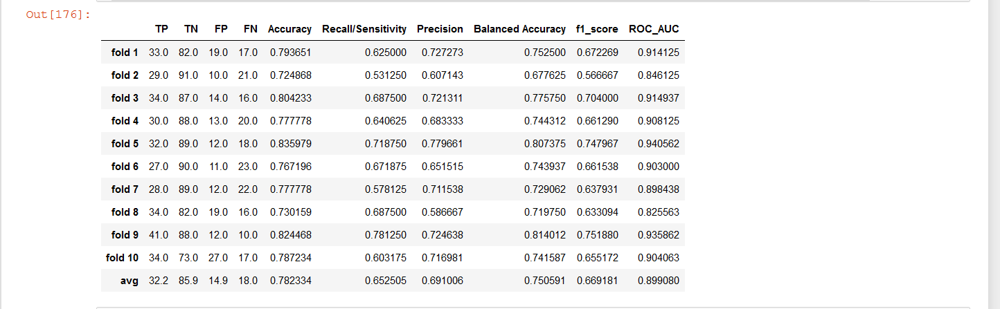 Out[176]:
TP TN FP FN Accuracy Recall/Sensitivity Precision Balanced Accuracy f1_score ROC_AUC
fold 1 33.0 82.0 19.0 17.0 0.793651 0.625000 0.727273 0.752500 0.672269 0.914125
fold 2 29.0 91.0 10.0 21.0 0.724868 0.531250 0.607143 0.677625 0.566667 0.846125
fold 3 34.0 87.0 14.0 16.0 0.804233 0.687500 0.721311 0.775750 0.704000 0.914937
fold 4 30.0 88.0 13.0 20.0 0.777778 0.640625 0.683333 0.744312 0.661290 0.908125
fold 5 32.0 89.0 12.0 18.0 0.835979 0.718750 0.779661 0.807375 0.747967 0.940562
fold 6 27.0 90.0 11.0 23.0 0.767196 0.671875 0.651515 0.743937 0.661538 0.903000
fold 7 28.0 89.0 12.0 22.0 0.777778 0.578125 0.711538 0.729062 0.637931 0.898438
fold 8 34.0 82.0 19.0 16.0 0.730159 0.687500 0.586667 0.719750 0.633094 0.825563
fold 9 41.0 88.0 12.0 10.0 0.824468 0.781250 0.724638 0.814012 0.751880 0.935862
fold 10 34.0 73.0 27.0 17.0 0.787234 0.603175 0.716981 0.741587 0.655172 0.904063
avg 32.2 85.9 14.9 18.0 0.782334 0.652505 0.691006 0.750591 0.669181 0.899080